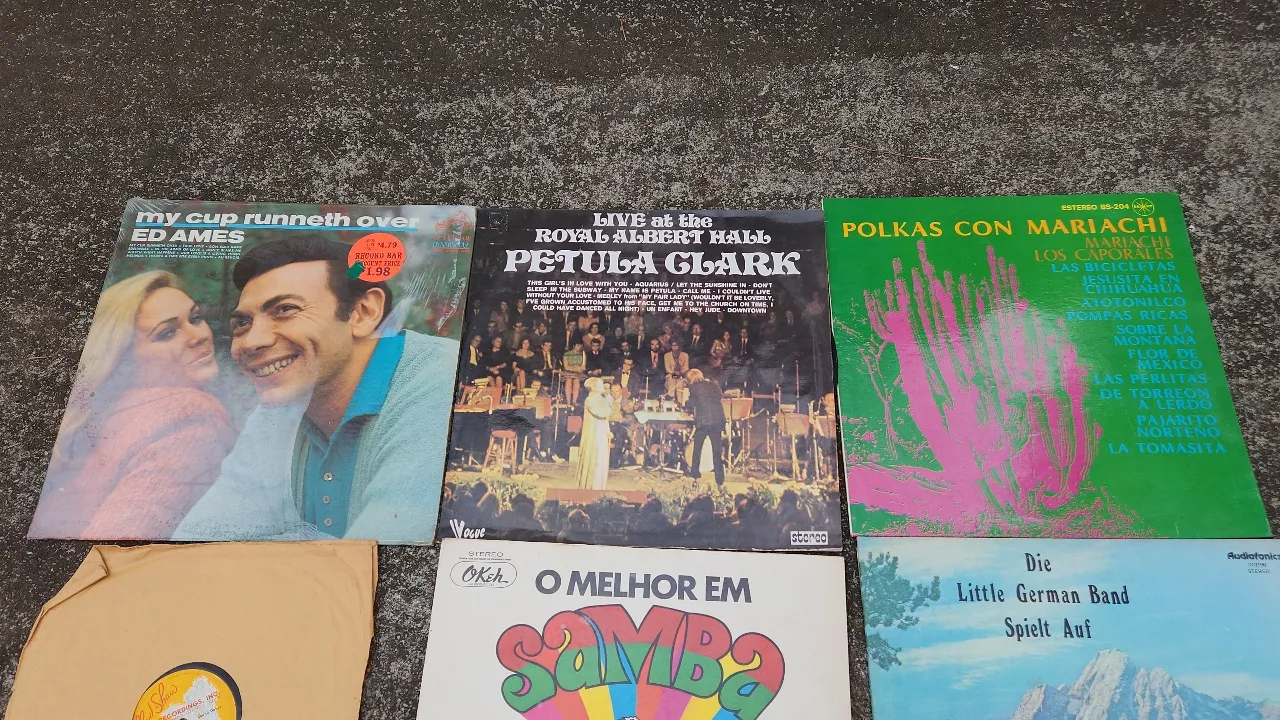 my cup runneth over
ED AMES
$4.79
RECORD BAR
DISCOUNT PRICE
$1.98
LIVE at the
ROYAL ALBERT HALL
PETULA CLARK
THIS GIRL'S IN LOVE WITH YOU - AQUARIUS / LET THE SUNSHINE IN - DON'T
SLEEP IN THE SUBWAY - MY NAME IS PETULA - CALL ME - I COULDN'T LIVE
WITHOUT YOUR LOVE - MEDLEY from "MY FAIR LADY" (WOULDN'T IT BE LOVERLY,
I'VE GROWN ACCUSTOMED TO HIS FACE, GET ME TO THE CHURCH ON TIME, I
COULD HAVE DANCED ALL NIGHT) - UN ENFANT - HEY JUDE - DOWNTOWN
Vogue
stereo
ESTEREO BS-204
POLKAS CON MARIACHI
MARIACHI
LOS CAPORALES
LAS BICICLETAS
JESUSITA EN
CHIHUAHUA
ATOTONILCO
POMPAS RICAS
SOBRE LA
MONTAÑA
FLOR DE
MEXICO
LAS PERLITAS
DE TORREON
A LERDO
PAJARITO
NORTEÑO
LA TOMASITA
STEREO
OKeh
O MELHOR EM
SAMBA
Die
Little German Band
Spielt Auf
Audiofonics
STEREO